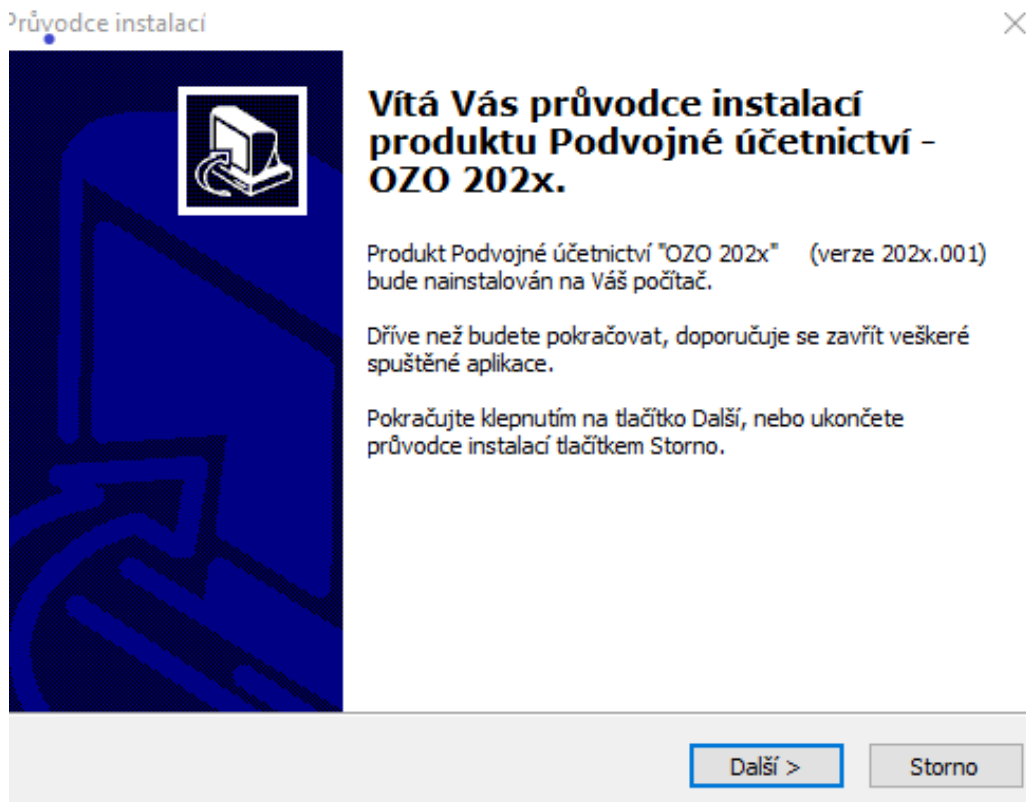 Průvodce instalací
Vítá Vás průvodce instalací
produktu Podvojné účetnictví -
OZO 202x.
Produkt Podvojné účetnictví "OZO 202x" (verze 202x.001)
bude nainstalován na Váš počítač.
Dříve než budete pokračovat, doporučuje se zavřít veškeré
spuštěné aplikace.
Pokračujte klepnutím na tlačítko Další, nebo ukončete
průvodce instalací tlačítkem Storno.
Další >
Storno